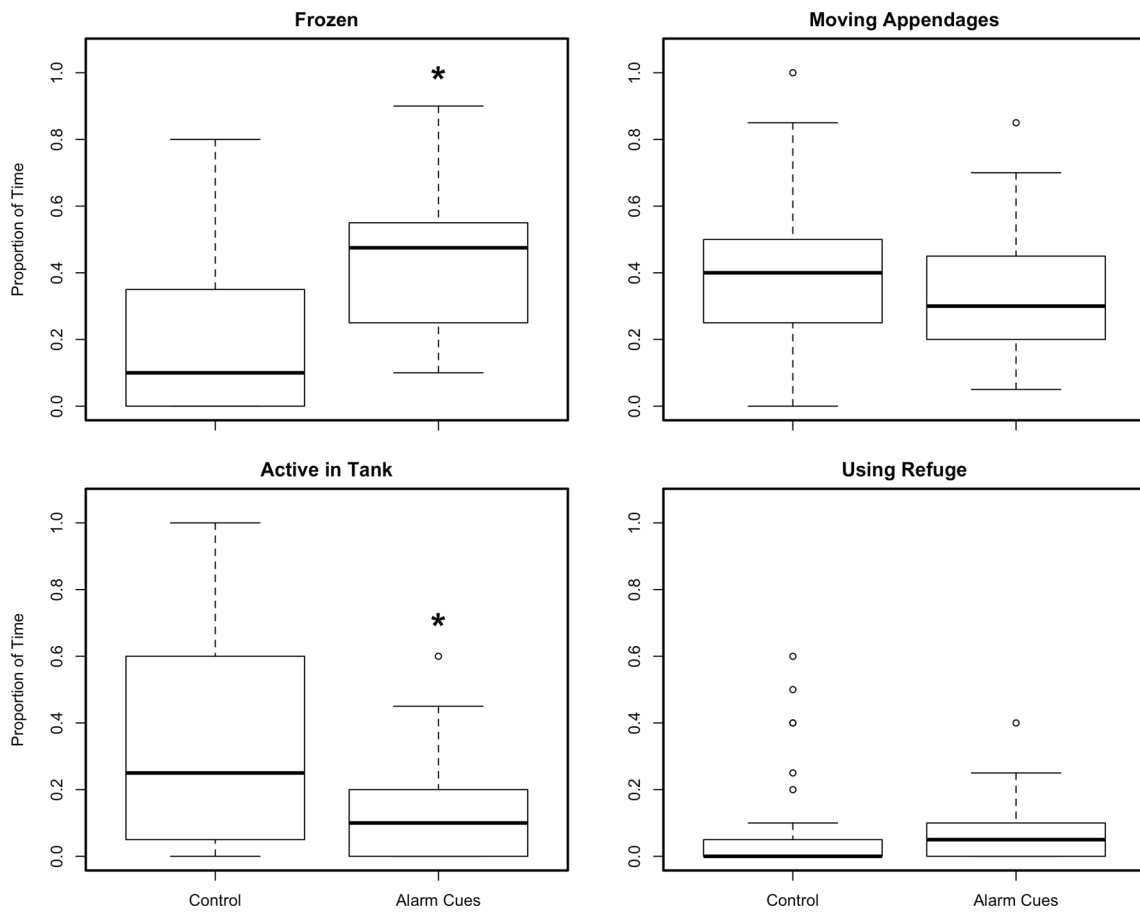 Frozen
Moving Appendages
Proportion of Time
0.0 0.2 0.4 0.6 0.8 1.0
*
0.0 0.2 0.4 0.6 0.8 1.0
Active in Tank
Using Refuge
Proportion of Time
0.0 0.2 0.4 0.6 0.8 1.0
*
0.0 0.2 0.4 0.6 0.8 1.0
Control Alarm Cues
Control Alarm Cues